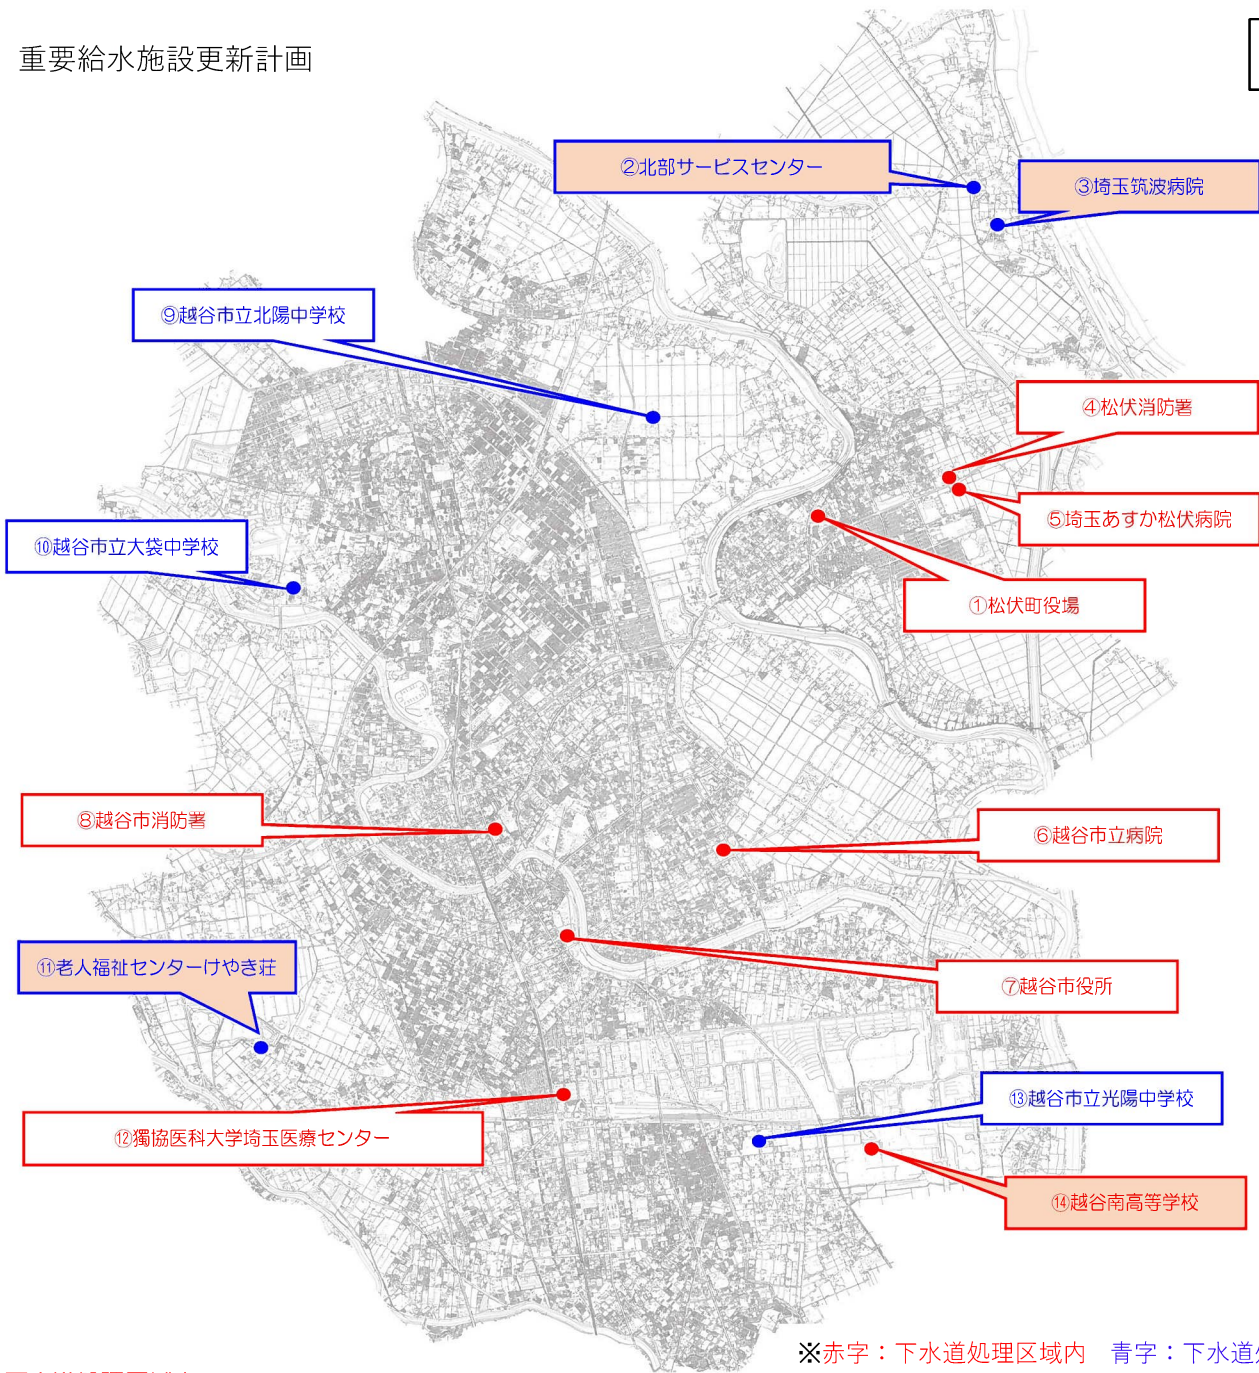 重要給水施設更新計画
②北部サービスセンター
③埼玉筑波病院
⑨越谷市立北陽中学校
④松伏消防署
⑤埼玉あすか松伏病院
⑩越谷市立大袋中学校
①松伏町役場
⑧越谷市消防署
⑥越谷市立病院
⑪老人福祉センターけやき荘
⑦越谷市役所
⑬越谷市立光陽中学校
⑫獨協医科大学埼玉医療センター
⑭越谷南高等学校
※赤字：下水道処理区域内　青字：下水道